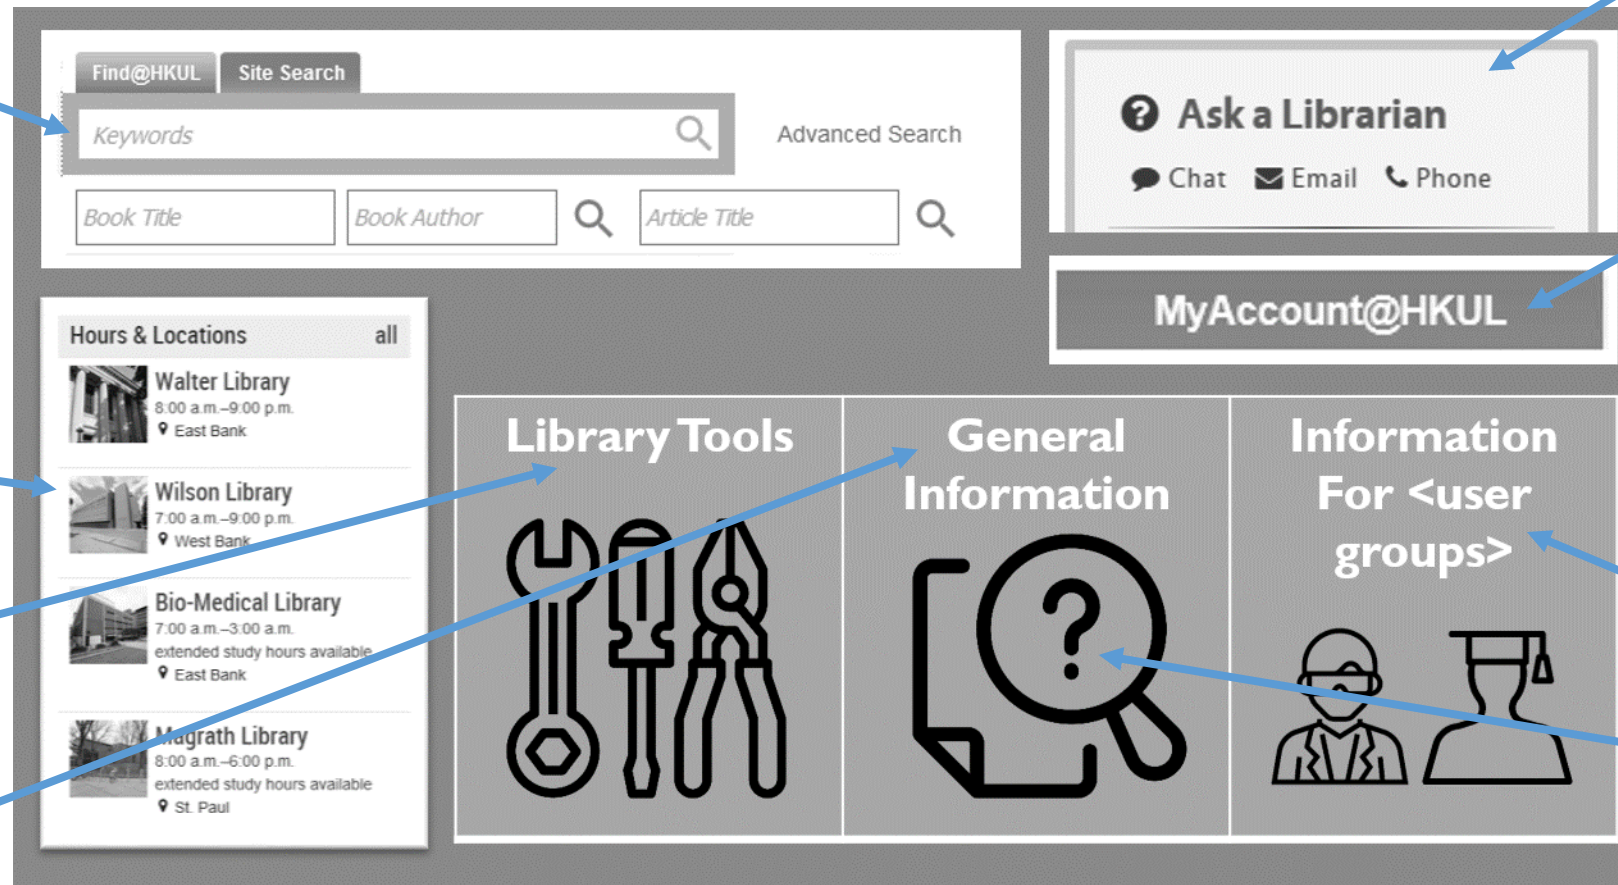 Find@HKUL Site Search
Keywords
Advanced Search
Book Title Book Author Article Title
? Ask a Librarian
Chat Email Phone
MyAccount@HKUL
Hours & Locations all
Walter Library
8:00 a.m.–9:00 p.m.
East Bank
Wilson Library
7:00 a.m.–9:00 p.m.
West Bank
Bio-Medical Library
7:00 a.m.–3:00 a.m.
extended study hours available
East Bank
Magrath Library
8:00 a.m.–6:00 p.m.
extended study hours available
St. Paul
Library Tools
General
Information
?
Information
For <user
groups>